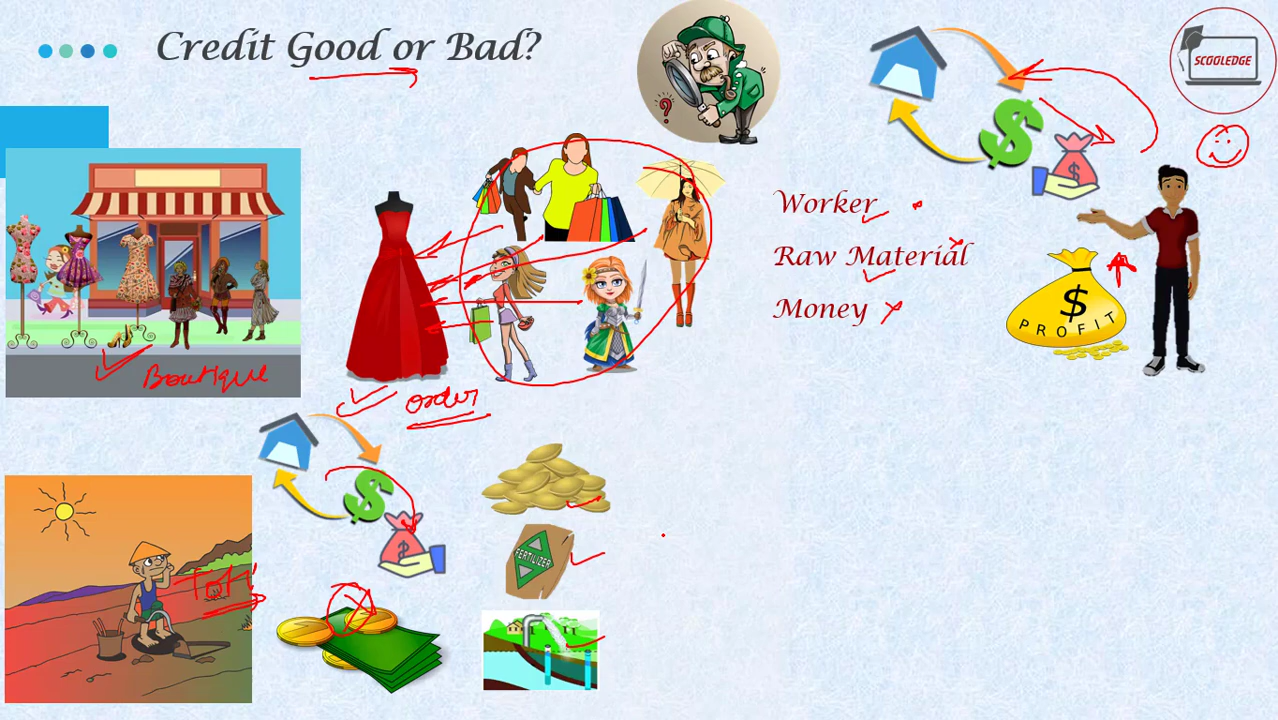 Credit Good or Bad?
SCOOLEDGE
Worker
Raw Material
Money
$
$
PROFIT
Boutique
order
$
FERTILIZER